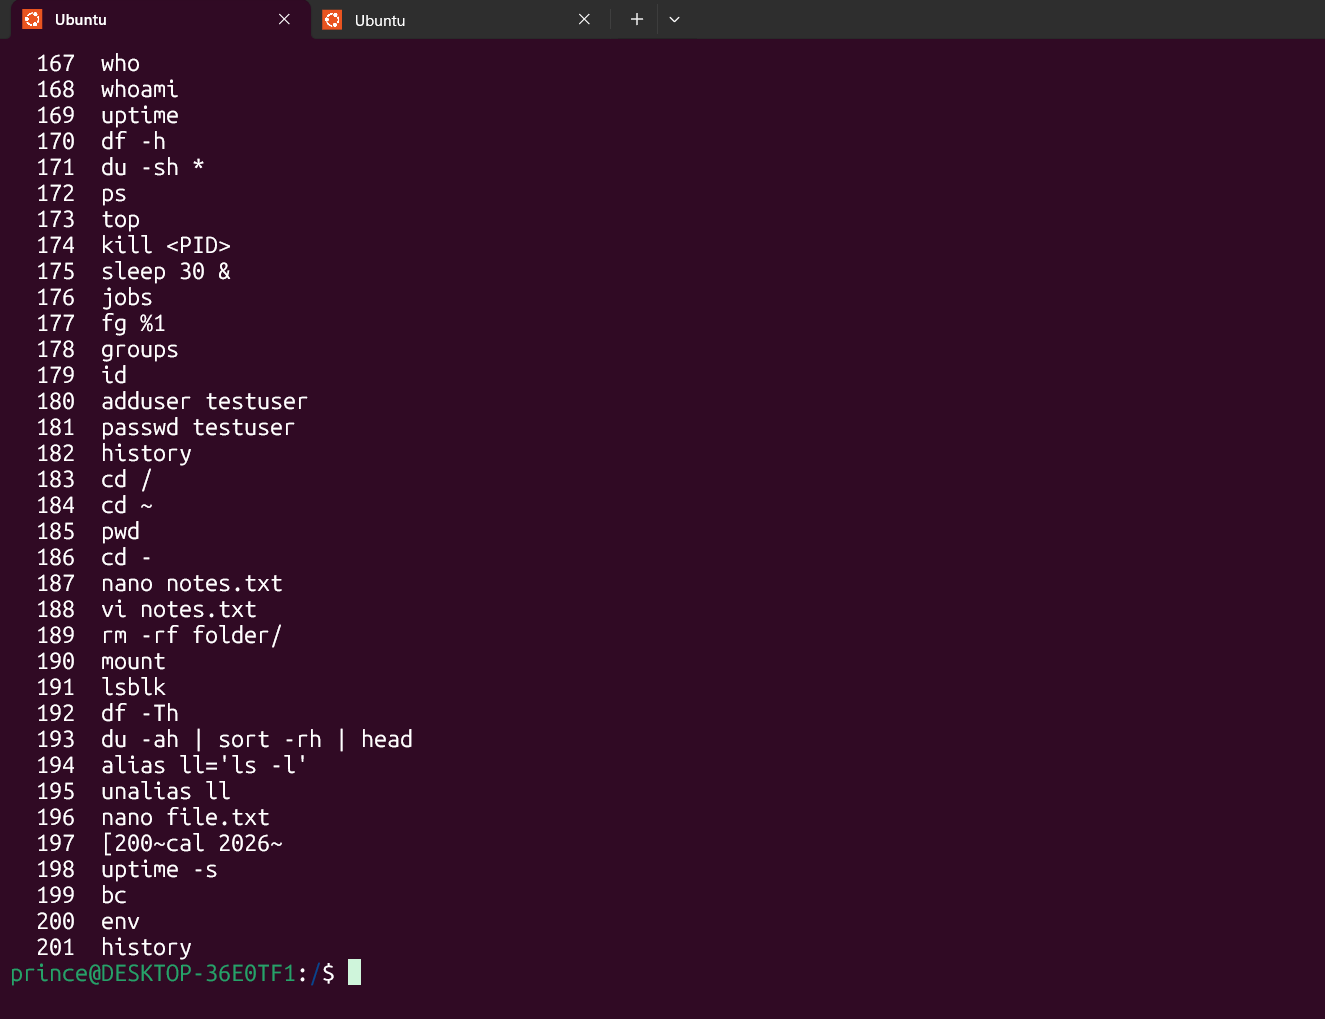 Ubuntu
Ubuntu
167 who
168 whoami
169 uptime
170 df -h
171 du -sh *
172 ps
173 top
174 kill <PID>
175 sleep 30 &
176 jobs
177 fg %1
178 groups
179 id
180 adduser testuser
181 passwd testuser
182 history
183 cd /
184 cd ~
185 pwd
186 cd -
187 nano notes.txt
188 vi notes.txt
189 rm -rf folder/
190 mount
191 lsblk
192 df -Th
193 du -ah | sort -rh | head
194 alias ll='ls -l'
195 unalias ll
196 nano file.txt
197 [200~cal 2026~
198 uptime -s
199 bc
200 env
201 history
prince@DESKTOP-36E0TF1:/$